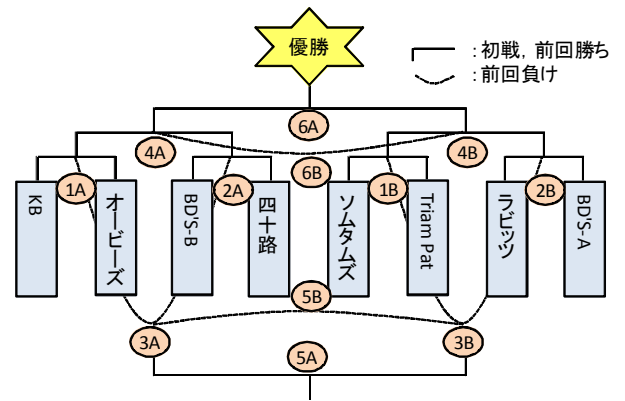 優勝
:初戦，前回勝ち
:前回負け
6A
4A
4B
6B
1A
2A
1B
2B
KB
オービーズ
BD'S-B
四十路
ソムタムズ
Triam Pat
ラビッツ
BD'S-A
5B
3A
3B
5A